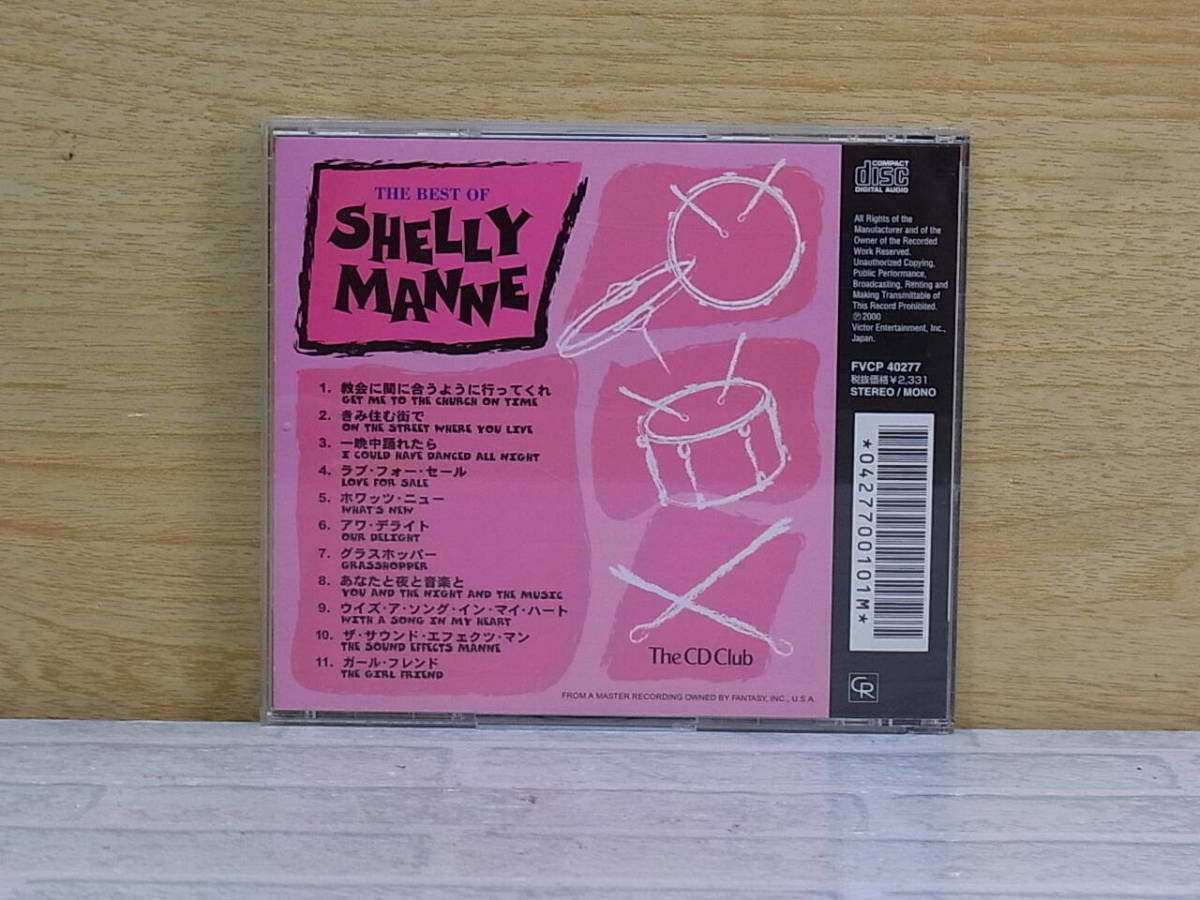 THE BEST OF
SHELLY
MANNE
1. 教会に間に合うように行ってくれ
GET ME TO THE CHURCH ON TIME
2. きみ住む街で
ON THE STREET WHERE YOU LIVE
3. 一晩中踊れたら
I COULD HAVE DANCED ALL NIGHT
4. ラブ・フォー・セール
LOVE FOR SALE
5. ホワッツ・ニュー
WHAT'S NEW
6. アワ・デライト
OUR DELIGHT
7. グラスホッパー
GRASSHOPPER
8. あなたと夜と音楽と
YOU AND THE NIGHT AND THE MUSIC
9. ウイズ・ア・ソング・イン・マイ・ハート
WITH A SONG IN MY HEART
10. ザ・サウンド・エフェクツ・マン
THE SOUND EFFECTS MANNE
11. ガール・フレンド
THE GIRL FRIEND
The CD Club
FROM A MASTER RECORDING OWNED BY FANTASY, INC., U.S.A.
COMPACT
disc
DIGITAL AUDIO
All Rights of the
Manufacturer and of the
Owner of the Recorded
Work Reserved.
Unauthorized Copying,
Public Performance,
Broadcasting, Renting and
Making Transmittable of
This Record Prohibited.
℗2000
Victor Entertainment, Inc.,
Japan.
FVCP 40277
税抜価格¥2,331
STEREO / MONO
*0427700101M*
CR